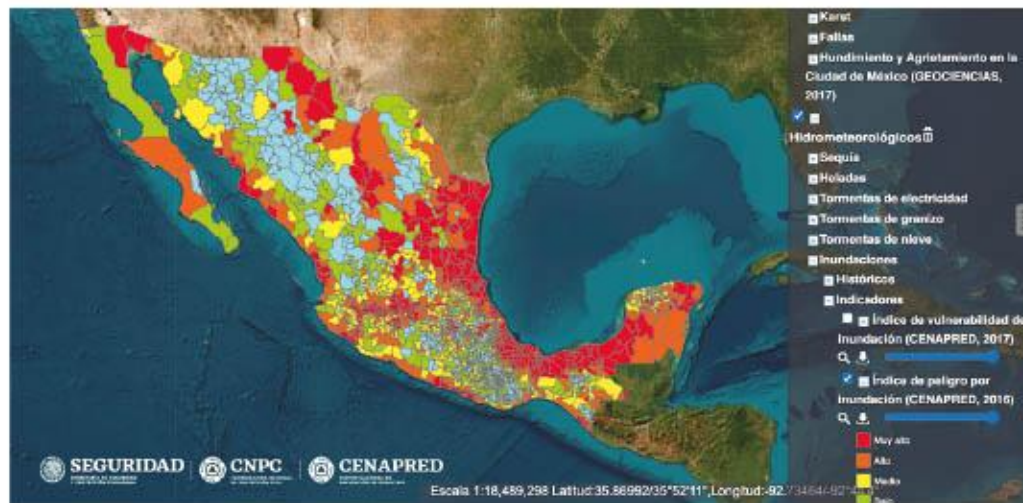 Karst
Fallas
Hundimiento y Agrietamiento en la
Ciudad de México (GEOCIENCIAS,
2017)
Hidrometeorológicos
Sequía
Heladas
Tormentas de electricidad
Tormentas de granizo
Tormentas de nieve
Inundaciones
Históricos
Indicadores
Índice de vulnerabilidad de
Inundación (CENAPRED, 2017)
Índice de peligro por
inundación (CENAPRED, 2016)
Muy alto
Alto
Medio
Bajo
SEGURIDAD
CNPC
CENAPRED
Escala 1:18,489,298 Latitud:35.86992/35°52'11",Longitud:-92.73464/-92°